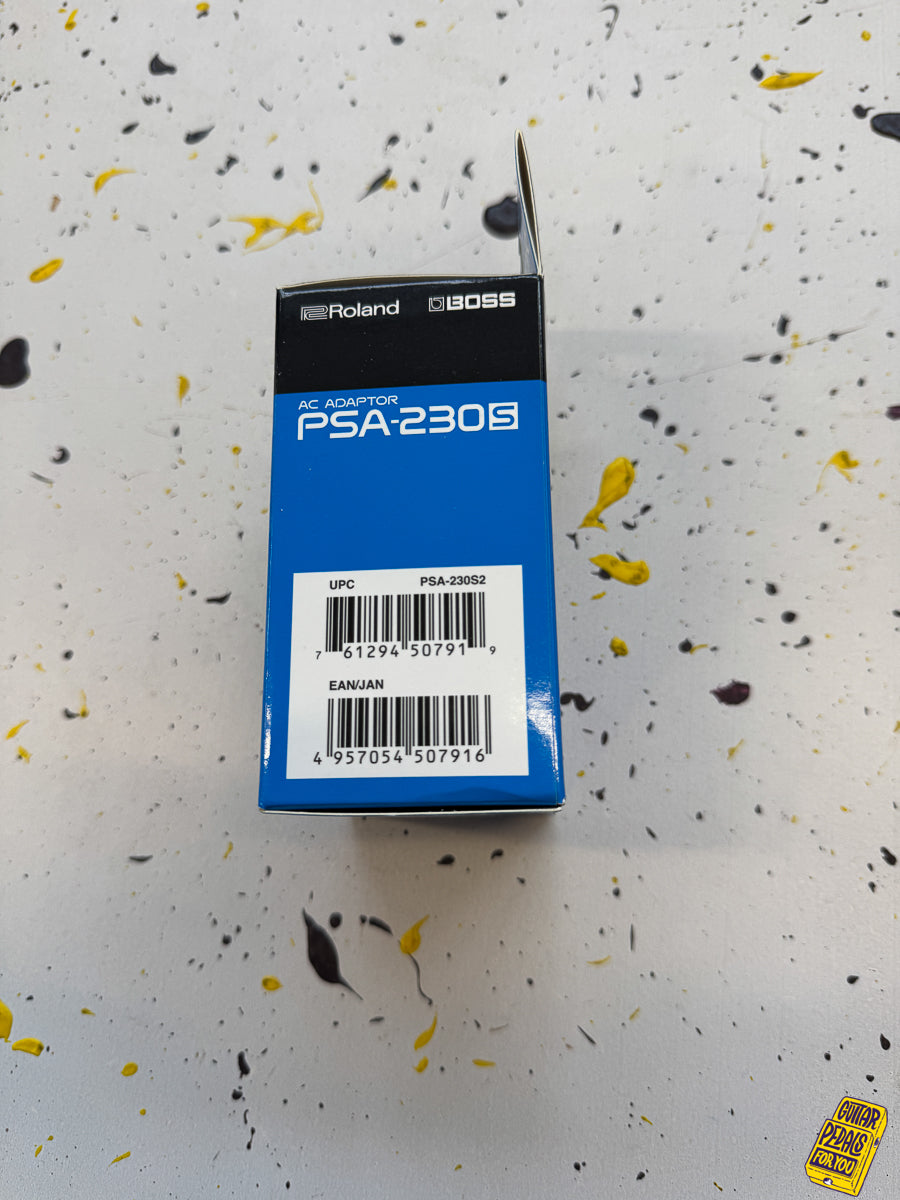 Roland BOSS
AC ADAPTOR
PSA-230S
UPC PSA-230S2
7 61294 50791 9
EAN/JAN
4 957054 507916
GUITAR
PEDALS
FOR YOU